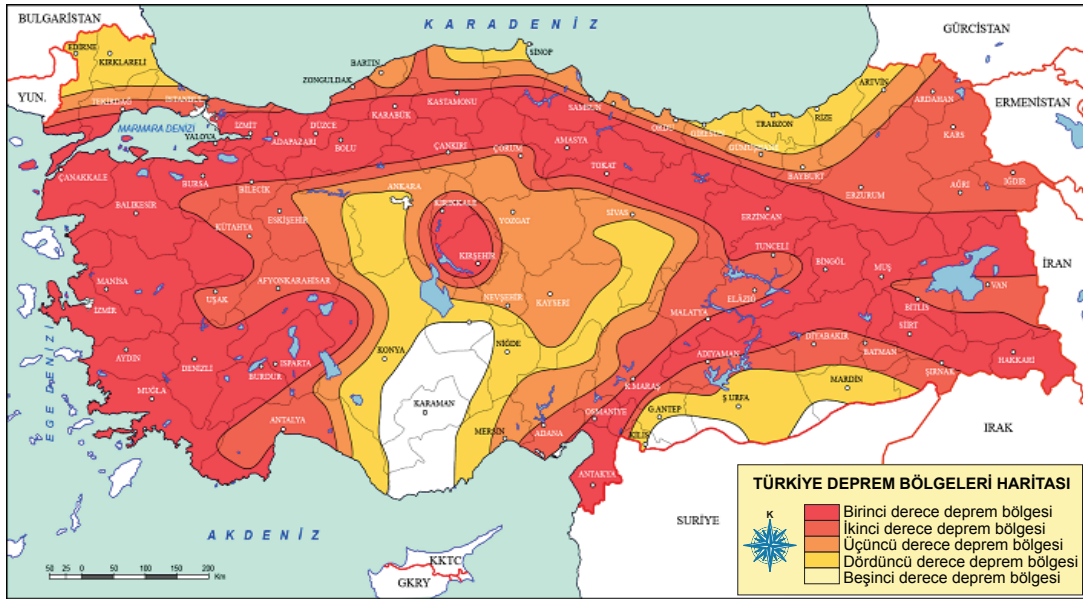 BULGARİSTAN
KARADENİZ
GÜRCİSTAN
EDİRNE
KIRKLARELİ
SİNOP
BARTIN
ZONGULDAK
ARTVİN
YUN.
TEKİRDAĞ
İSTANBUL
KASTAMONU
KARABÜK
SAMSUN
ARDAHAN
ERMENİSTAN
MARMARA DENİZİ
YALOVA
İZMİT
ADAPAZARI
DÜZCE
BOLU
ORDU
GİRESUN
TRABZON
RİZE
KARS
ÇANAKKALE
BURSA
BİLECİK
ÇANKIRI
ÇORUM
AMASYA
TOKAT
GÜMÜŞHANE
BAYBURT
ERZURUM
AĞRI
IĞDIR
BALIKESİR
KÜTAHYA
ESKİŞEHİR
ANKARA
KIRIKKALE
YOZGAT
SİVAS
ERZİNCAN
TUNCELİ
BİNGÖL
MUŞ
İRAN
MANİSA
İZMİR
UŞAK
AFYONKARAHİSAR
KIRŞEHİR
NEVŞEHİR
KAYSERİ
MALATYA
ELAZIĞ
BİTLİS
VAN
EGE DENİZİ
AYDIN
DENİZLİ
BURDUR
ISPARTA
KONYA
NİĞDE
K.MARAŞ
ADIYAMAN
DİYARBAKIR
BATMAN
SİİRT
ŞIRNAK
HAKKARİ
MUĞLA
ANTALYA
KARAMAN
MERSİN
ADANA
OSMANİYE
G.ANTEP
KİLİS
Ş.URFA
MARDİN
ANTAKYA
IRAK
SURİYE
AKDENİZ
KKTC
GKRY
50 25 0 50 100 150 200
Km
TÜRKİYE DEPREM BÖLGELERİ HARİTASI
K
Birinci derece deprem bölgesi
İkinci derece deprem bölgesi
Üçüncü derece deprem bölgesi
Dördüncü derece deprem bölgesi
Beşinci derece deprem bölgesi